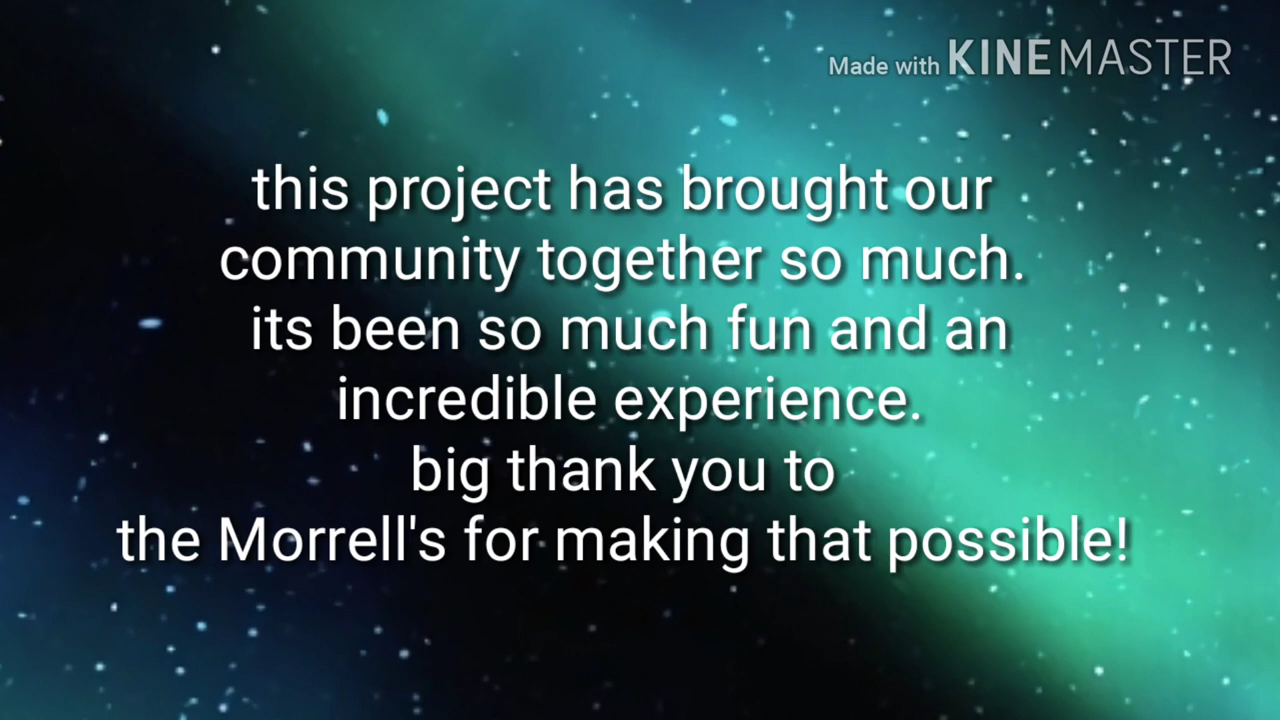 Made with KINEMASTER
this project has brought our
community together so much.
its been so much fun and an
incredible experience.
big thank you to
the Morrell's for making that possible!